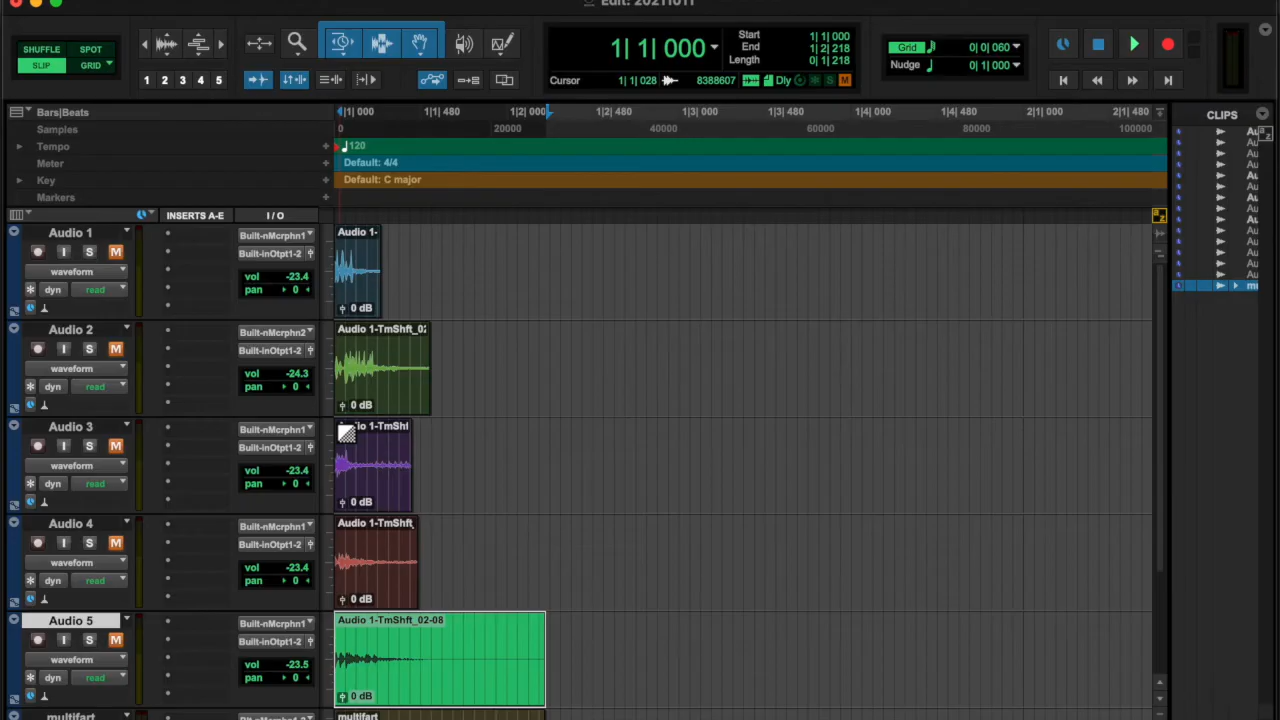 Edit: 20211011
SHUFFLE SPOT
SLIP GRID
1 2 3 4 5
1| 1| 000
Start 1| 1| 000
End 1| 2| 218
Length 0| 0| 218
Cursor 1| 1| 028 8388607 Dly S M
Grid 0| 0| 060
Nudge 0| 1| 000
Bars|Beats 1|1| 000 1|1| 480 1|2| 000 1|2| 480 1|3| 000 1|3| 480 1|4| 000 1|4| 480 2|1| 000 2|1| 480
Samples 0 20000 40000 60000 80000 100000
Tempo + 120
Meter + Default: 4/4
Key + Default: C major
Markers +
CLIPS
INSERTS A-E I / O
Audio 1
I S M
waveform
dyn read
Built-nMcrphn1
Built-inOtpt1-2
vol -23.4
pan 0
Audio 1-
0 dB
Audio 2
I S M
waveform
dyn read
Built-nMcrphn2
Built-inOtpt1-2
vol -24.3
pan 0
Audio 1-TmShft_02
0 dB
Audio 3
I S M
waveform
dyn read
Built-nMcrphn1
Built-inOtpt1-2
vol -23.4
pan 0
0 dB
Audio 4
I S M
waveform
dyn read
Built-nMcrphn1
Built-inOtpt1-2
vol -23.4
pan 0
Audio 1-TmShft_
0 dB
Audio 5
I S M
waveform
dyn read
Built-nMcrphn1
Built-inOtpt1-2
vol -23.5
pan 0
Audio 1-TmShft_02-08
0 dB
multifart
multifart